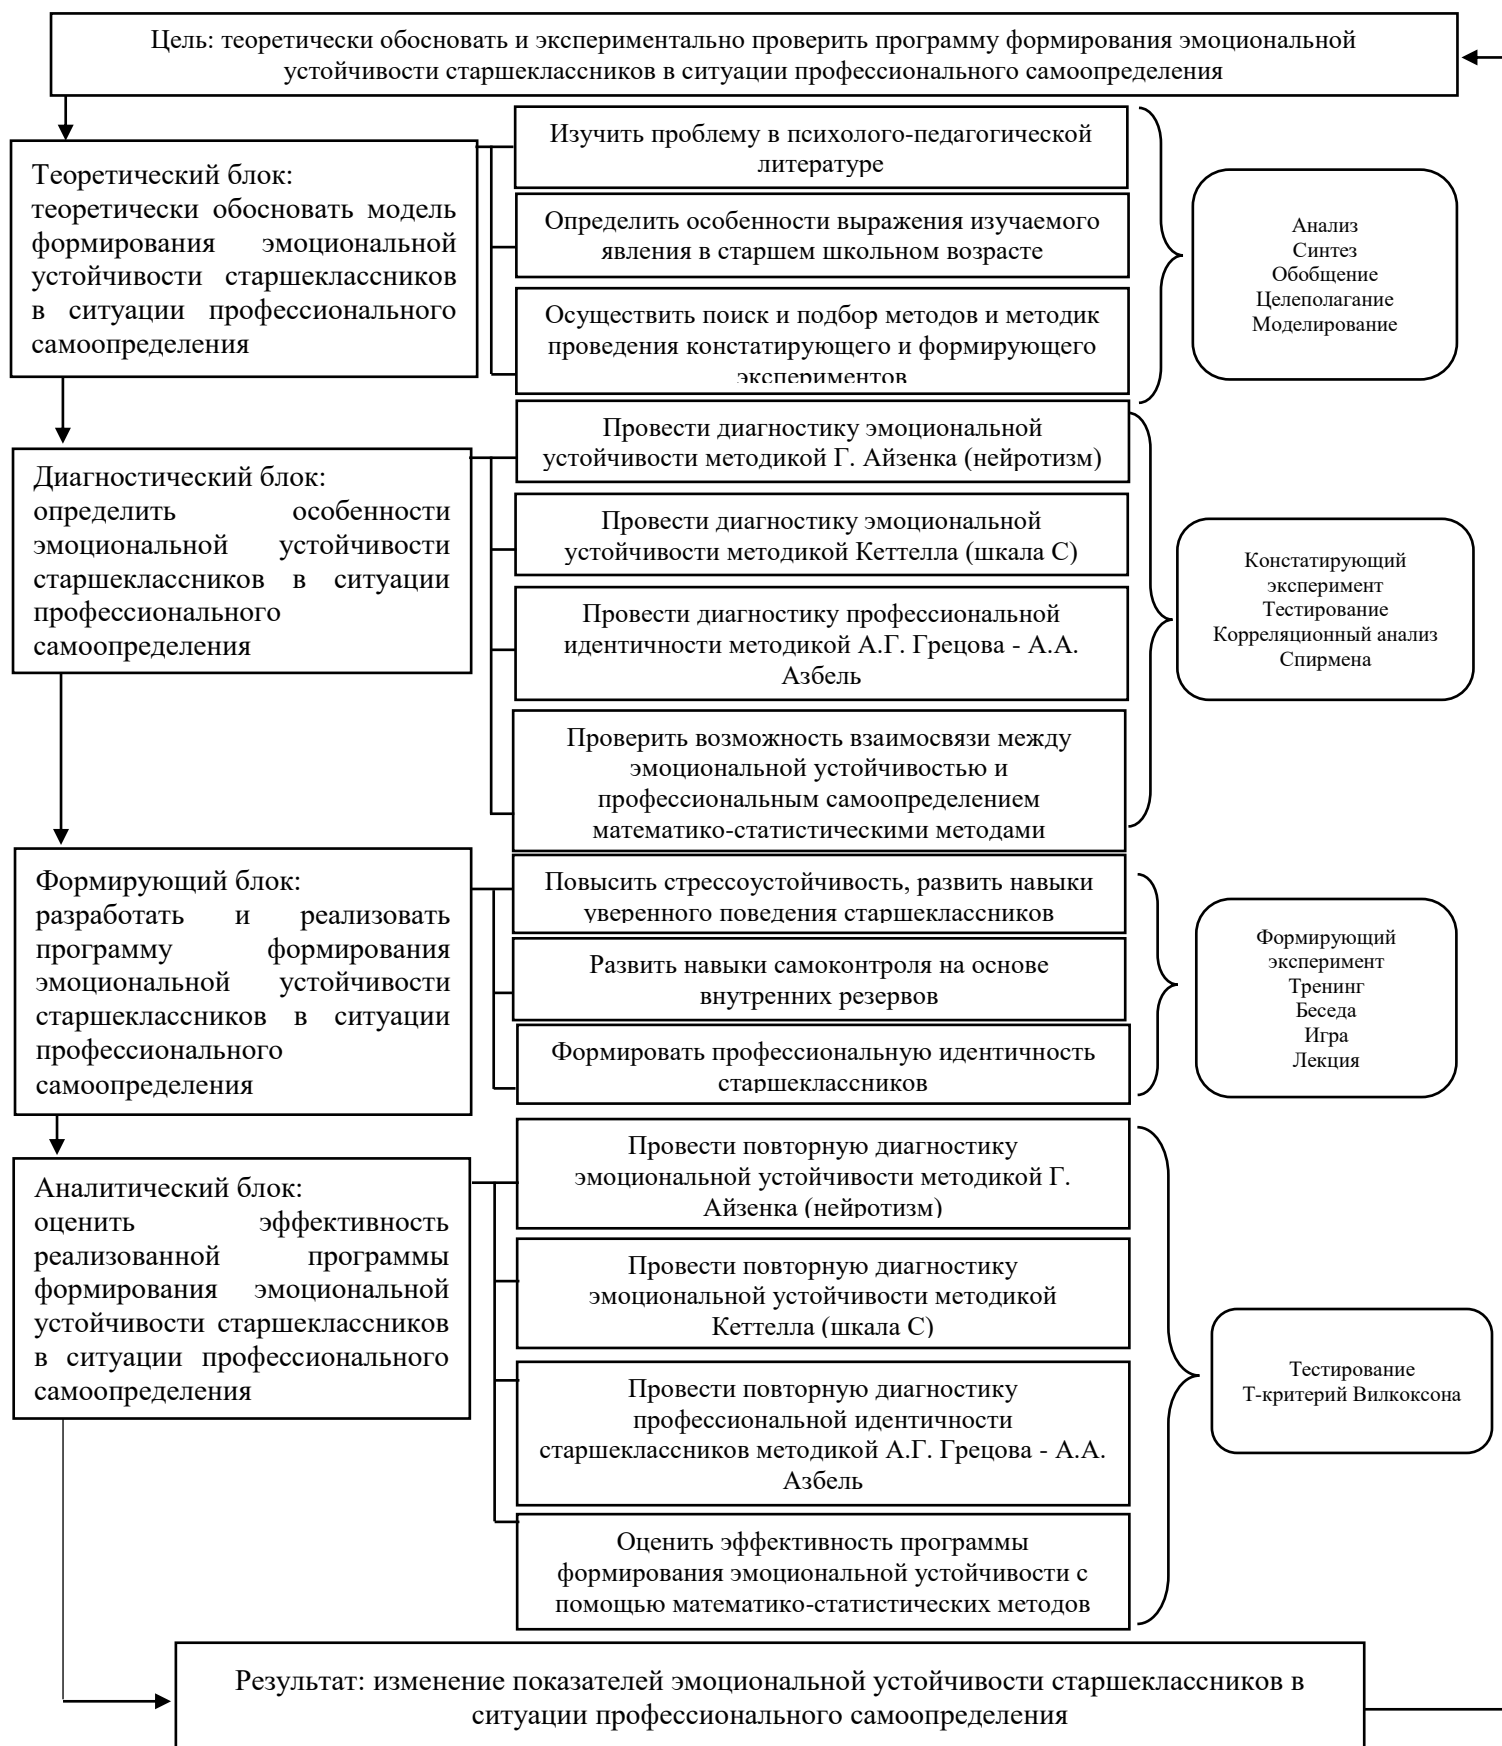 Цель: теоретически обосновать и экспериментально проверить программу формирования эмоциональной
устойчивости старшеклассников в ситуации профессионального самоопределения
Теоретический блок:
теоретически обосновать модель
формирования эмоциональной
устойчивости старшеклассников
в ситуации профессионального
самоопределения
Изучить проблему в психолого-педагогической
литературе
Определить особенности выражения изучаемого
явления в старшем школьном возрасте
Осуществить поиск и подбор методов и методик
проведения констатирующего и формирующего
экспериментов
Анализ
Синтез
Обобщение
Целеполагание
Моделирование
Диагностический блок:
определить особенности
эмоциональной устойчивости
старшеклассников в ситуации
профессионального
самоопределения
Провести диагностику эмоциональной
устойчивости методикой Г. Айзенка (нейротизм)
Провести диагностику эмоциональной
устойчивости методикой Кеттелла (шкала С)
Провести диагностику профессиональной
идентичности методикой А.Г. Грецова - А.А.
Азбель
Проверить возможность взаимосвязи между
эмоциональной устойчивостью и
профессиональным самоопределением
математико-статистическими методами
Констатирующий
эксперимент
Тестирование
Корреляционный анализ
Спирмена
Формирующий блок:
разработать и реализовать
программу формирования
эмоциональной устойчивости
старшеклассников в ситуации
профессионального
самоопределения
Повысить стрессоустойчивость, развить навыки
уверенного поведения старшеклассников
Развить навыки самоконтроля на основе
внутренних резервов
Формировать профессиональную идентичность
старшеклассников
Формирующий
эксперимент
Тренинг
Беседа
Игра
Лекция
Аналитический блок:
оценить эффективность
реализованной программы
формирования эмоциональной
устойчивости старшеклассников
в ситуации профессионального
самоопределения
Провести повторную диагностику
эмоциональной устойчивости методикой Г.
Айзенка (нейротизм)
Провести повторную диагностику
эмоциональной устойчивости методикой
Кеттелла (шкала С)
Провести повторную диагностику
профессиональной идентичности
старшеклассников методикой А.Г. Грецова - А.А.
Азбель
Оценить эффективность программы
формирования эмоциональной устойчивости с
помощью математико-статистических методов
Тестирование
Т-критерий Вилкоксона
Результат: изменение показателей эмоциональной устойчивости старшеклассников в
ситуации профессионального самоопределения